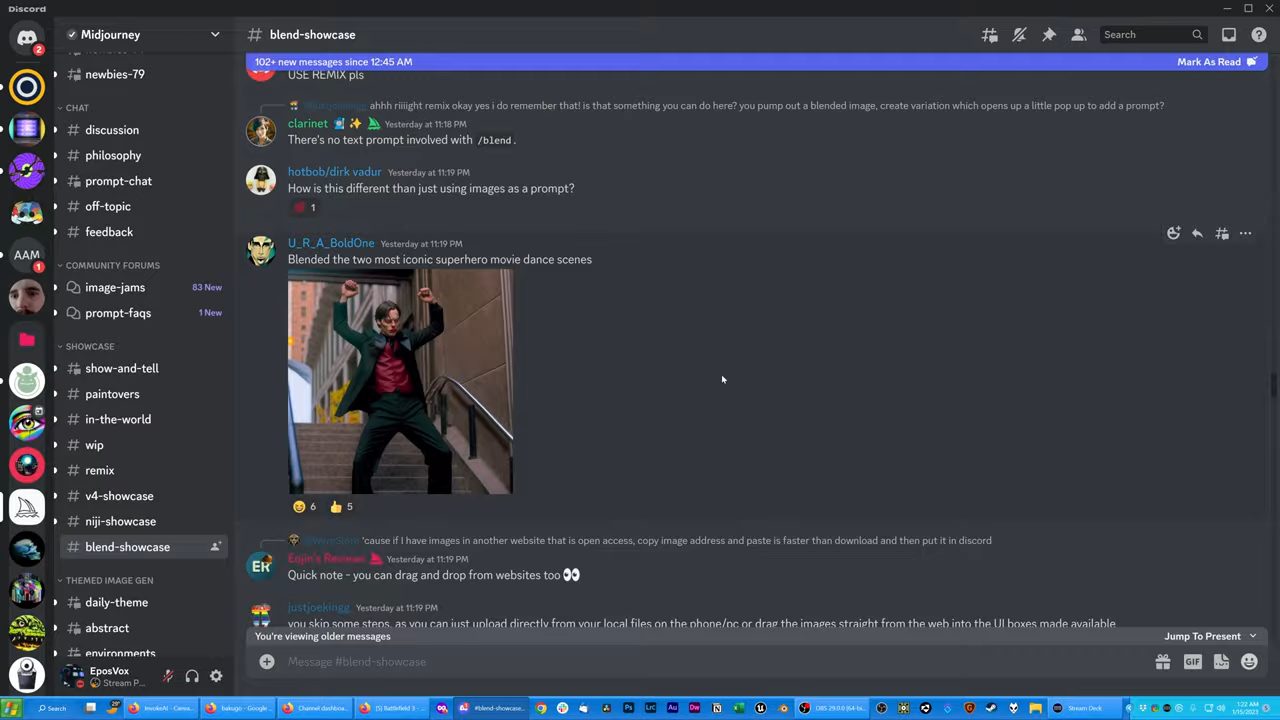 Discord
Midjourney
# blend-showcase
Search
102+ new messages since 12:45 AM
Mark As Read
newbies-79
CHAT
discussion
philosophy
prompt-chat
off-topic
feedback
COMMUNITY FORUMS
image-jams 83 New
prompt-faqs 1 New
SHOWCASE
show-and-tell
paintovers
in-the-world
wip
remix
v4-showcase
niji-showcase
blend-showcase
THEMED IMAGE GEN
daily-theme
abstract
environments
2
AAM
1
EposVox
Stream P...
USE REMIX pls
ahhh riiiight remix okay yes i do remember that! is that something you can do here? you pump out a blended image, create variation which opens up a little pop up to add a prompt?
clarinet Yesterday at 11:18 PM
There's no text prompt involved with /blend.
hotbob/dirk vadur Yesterday at 11:19 PM
How is this different than just using images as a prompt?
1
U_R_A_BoldOne Yesterday at 11:19 PM
Blended the two most iconic superhero movie dance scenes
6 5
'cause if I have images in another website that is open access, copy image address and paste is faster than download and then put it in discord
ER
Enjin's Reviews Yesterday at 11:19 PM
Quick note - you can drag and drop from websites too 👀
justjoekingg Yesterday at 11:19 PM
you skip some steps, as you can just upload directly from your local files on the phone/pc or drag the images straight from the web into the UI boxes made available
You're viewing older messages
Jump To Present
Message #blend-showcase
GIF
Search
29°
InvokeAI - Canva...
bakugo - Google ...
Channel dashboa...
(5) Battlefield 3 - ...
#blend-showcase...
OBS 29.0.0 (64-bi...
Stream Deck
1:22 AM
1/15/2023